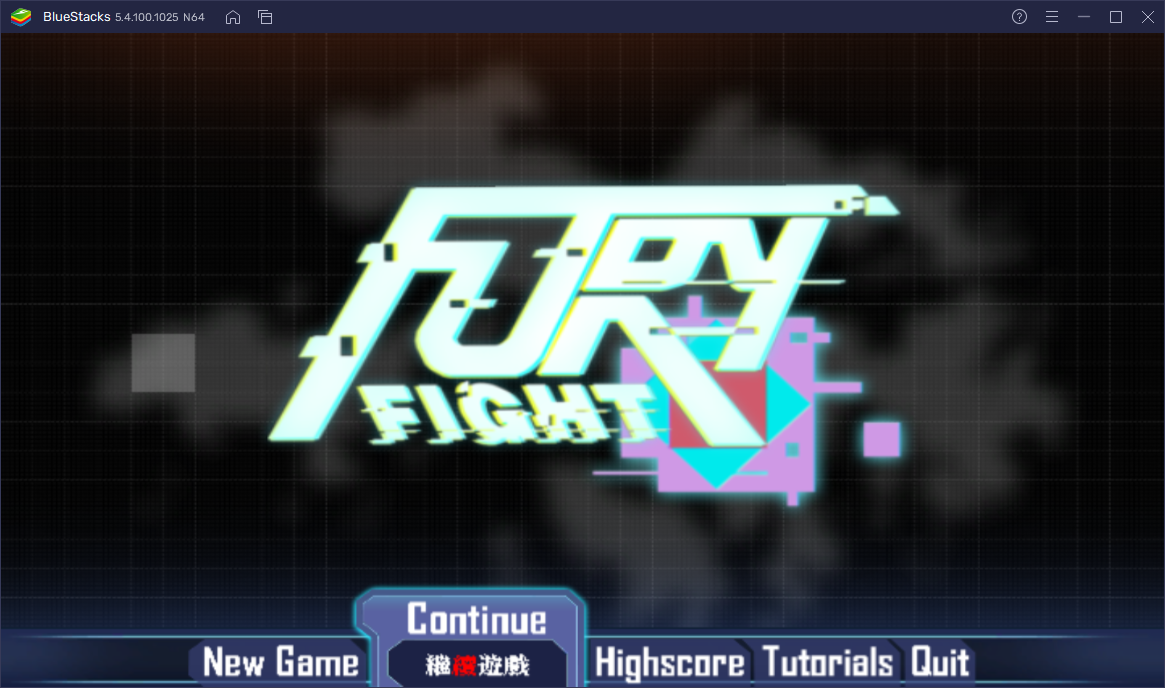 BlueStacks 5.4.100.1025 N64
FURY
FIGHT
Continue
New Game 繼續遊戲 Highscore Tutorials Quit